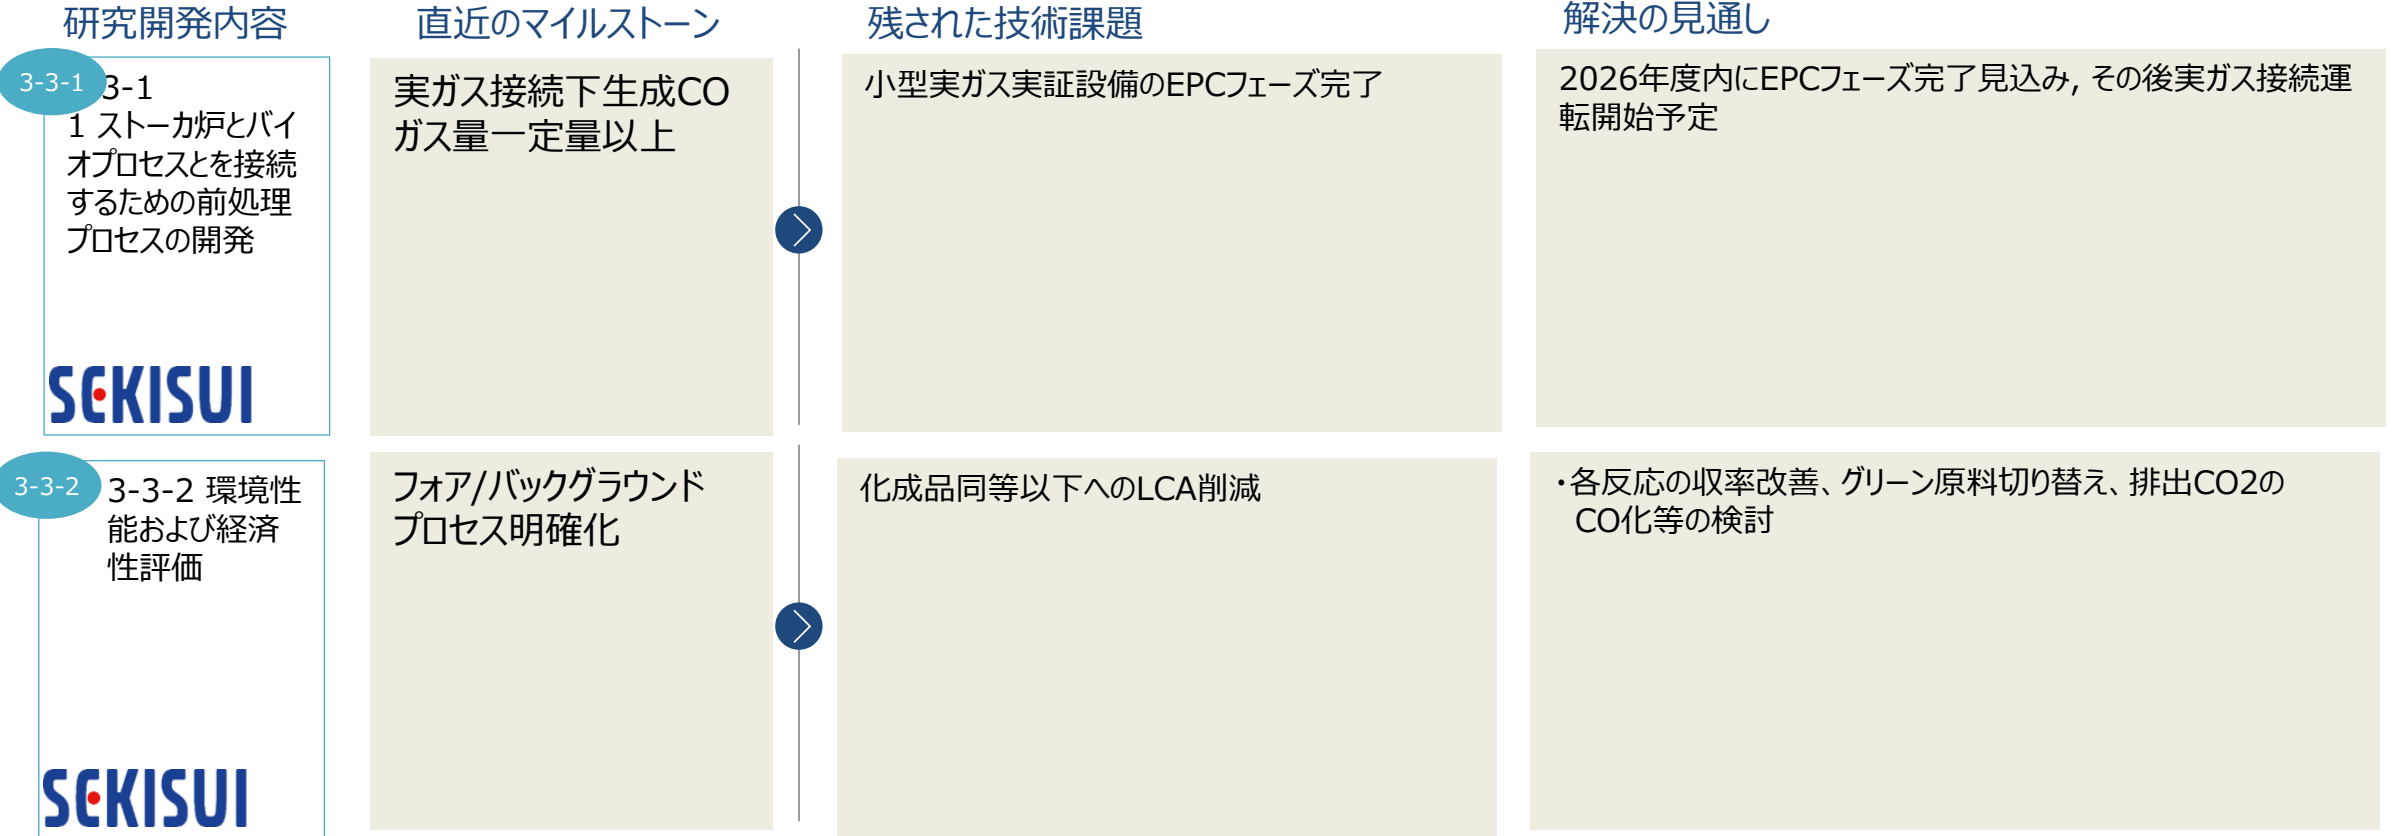 研究開発内容
直近のマイルストーン
残された技術課題
解決の見通し
3-3-1
3-1
1 ストーカ炉とバイ
オプロセスとを接続
するための前処理
プロセスの開発
SEKISUI
実ガス接続下生成CO
ガス量一定量以上
小型実ガス実証設備のEPCフェーズ完了
2026年度内にEPCフェーズ完了見込み, その後実ガス接続運
転開始予定
3-3-2
3-3-2 環境性
能および経済
性評価
SEKISUI
フォア/バックグラウンド
プロセス明確化
化成品同等以下へのLCA削減
・各反応の収率改善、グリーン原料切り替え、排出CO2の
CO化等の検討